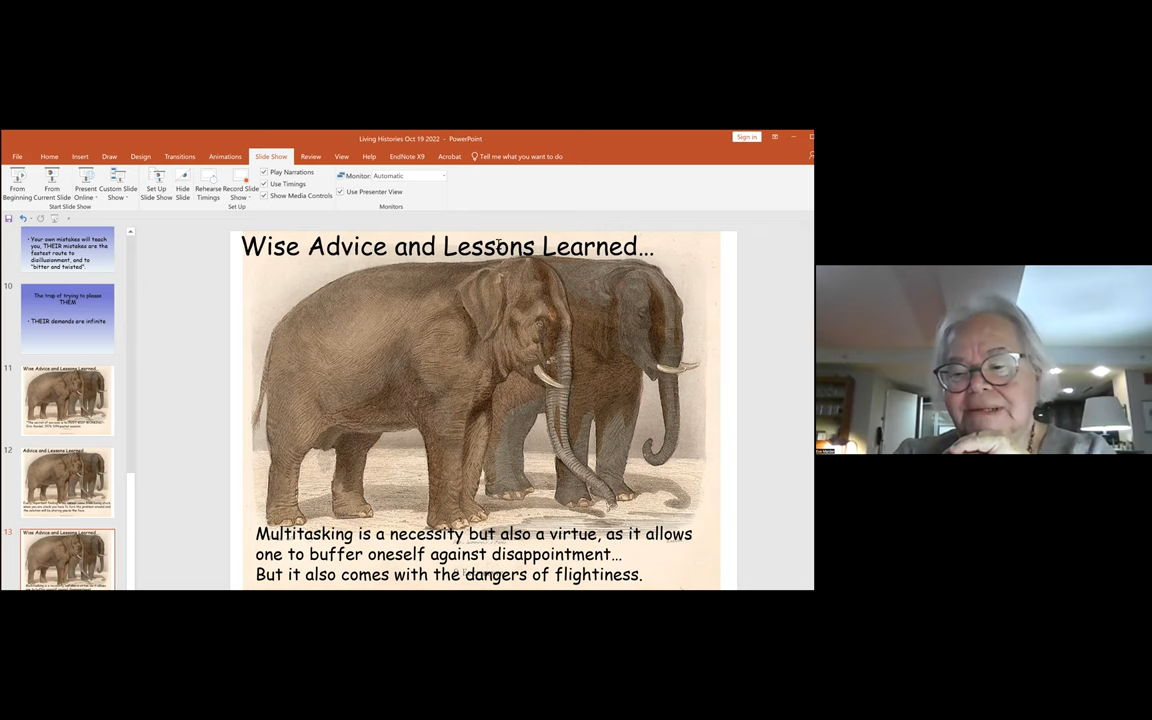 Living Histories Oct 19 2022 - PowerPoint
Sign in
File Home Insert Draw Design Transitions Animations Slide Show Review View Help EndNote X9 Acrobat Tell me what you want to do
From Beginning
From Current Slide
Present Online
Custom Slide Show
Set Up Slide Show
Hide Slide
Rehearse Timings
Record Slide Show
Play Narrations
Use Timings
Show Media Controls
Monitor: Automatic
Use Presenter View
Start Slide Show
Set Up
Monitors
• Your own mistakes will teach
you, THEIR mistakes are the
fastest route to
disillusionment, and to
"bitter and twisted".
10
The trap of trying to please
THEM
• THEIR demands are infinite
11
Wise Advice and Lessons Learned...
12
Advice and Lessons Learned...
13
Wise Advice and Lessons Learned...
Wise Advice and Lessons Learned...
Multitasking is a necessity but also a virtue, as it allows
one to buffer oneself against disappointment...
But it also comes with the dangers of flightiness.